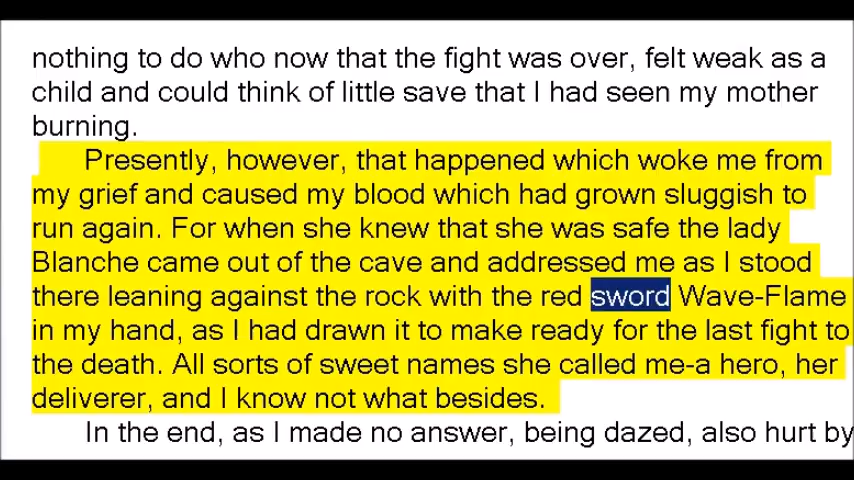 nothing to do who now that the fight was over, felt weak as a
child and could think of little save that I had seen my mother
burning.
Presently, however, that happened which woke me from
my grief and caused my blood which had grown sluggish to
run again. For when she knew that she was safe the lady
Blanche came out of the cave and addressed me as I stood
there leaning against the rock with the red sword Wave-Flame
in my hand, as I had drawn it to make ready for the last fight to
the death. All sorts of sweet names she called me-a hero, her
deliverer, and I know not what besides.
In the end, as I made no answer, being dazed, also hurt by